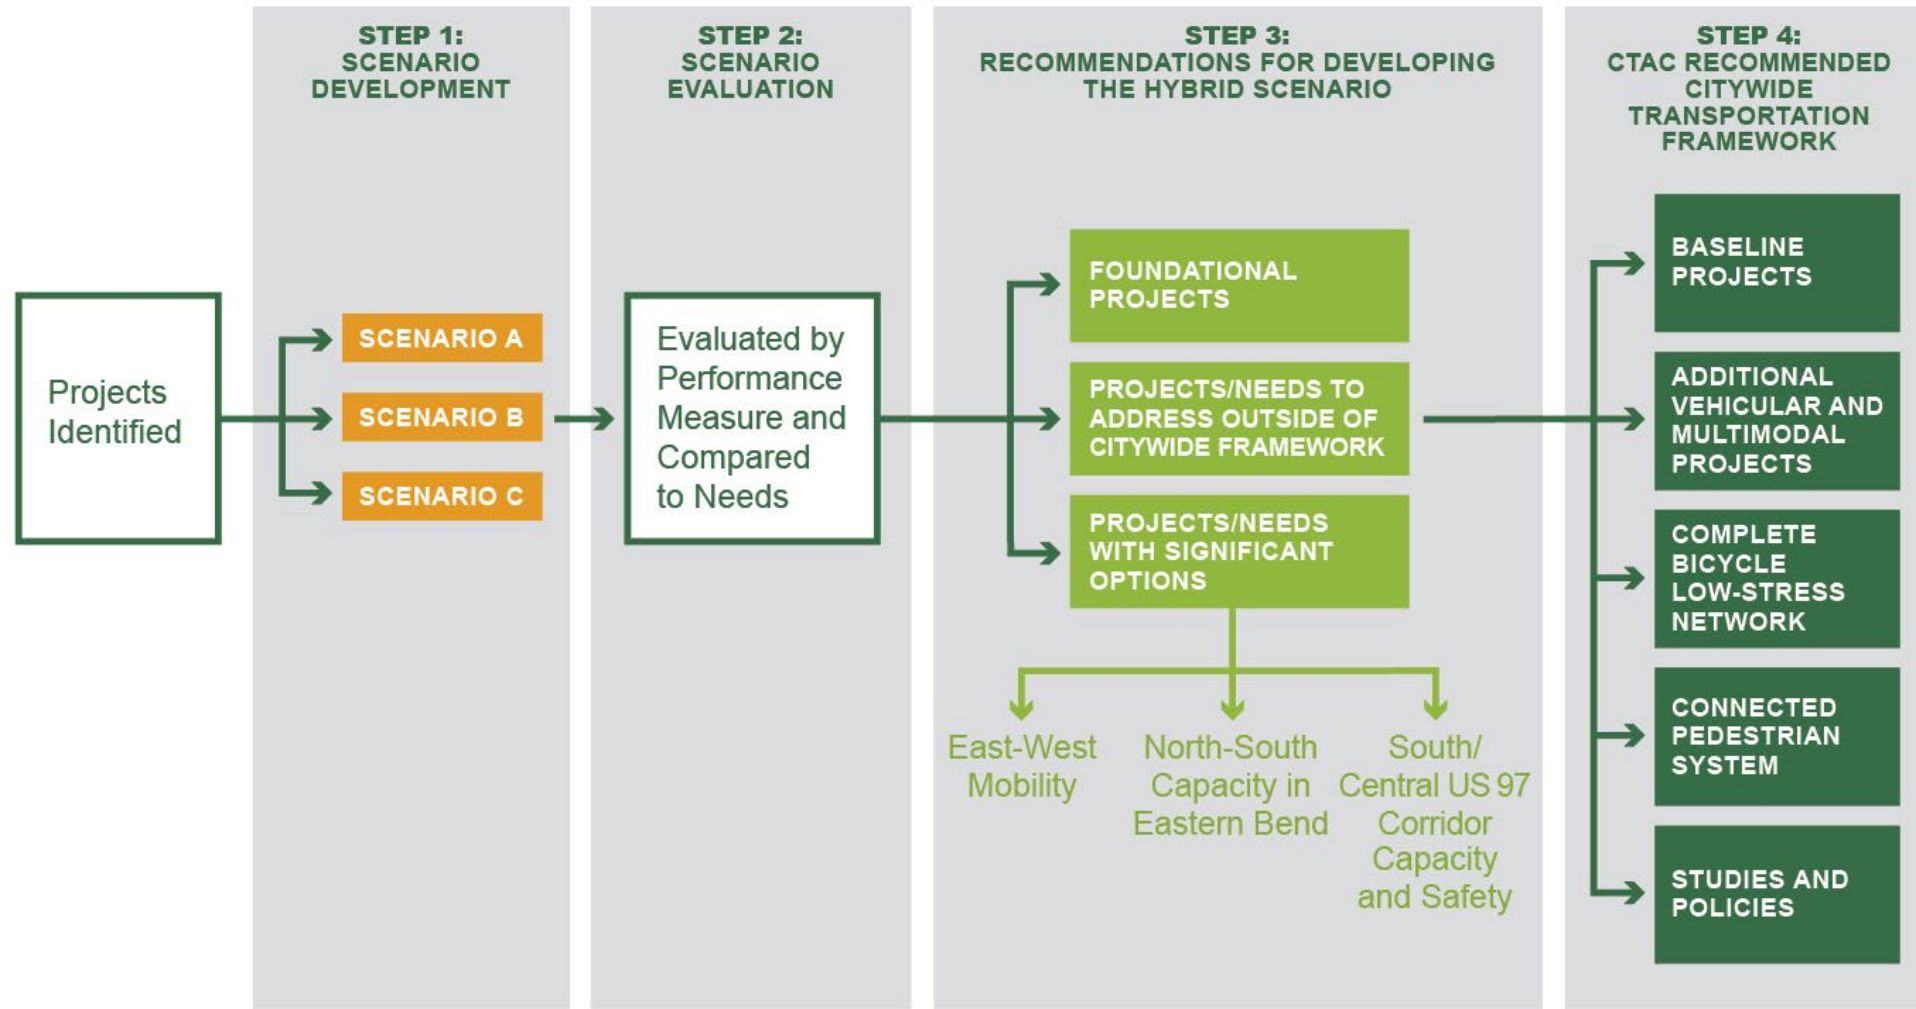 STEP 1:
SCENARIO
DEVELOPMENT
STEP 2:
SCENARIO
EVALUATION
STEP 3:
RECOMMENDATIONS FOR DEVELOPING
THE HYBRID SCENARIO
STEP 4:
CTAC RECOMMENDED
CITYWIDE
TRANSPORTATION
FRAMEWORK
Projects
Identified
SCENARIO A
SCENARIO B
SCENARIO C
Evaluated by
Performance
Measure and
Compared
to Needs
FOUNDATIONAL
PROJECTS
PROJECTS/NEEDS TO
ADDRESS OUTSIDE OF
CITYWIDE FRAMEWORK
PROJECTS/NEEDS
WITH SIGNIFICANT
OPTIONS
East-West
Mobility
North-South
Capacity in
Eastern Bend
South/
Central US 97
Corridor
Capacity
and Safety
BASELINE
PROJECTS
ADDITIONAL
VEHICULAR AND
MULTIMODAL
PROJECTS
COMPLETE
BICYCLE
LOW-STRESS
NETWORK
CONNECTED
PEDESTRIAN
SYSTEM
STUDIES AND
POLICIES